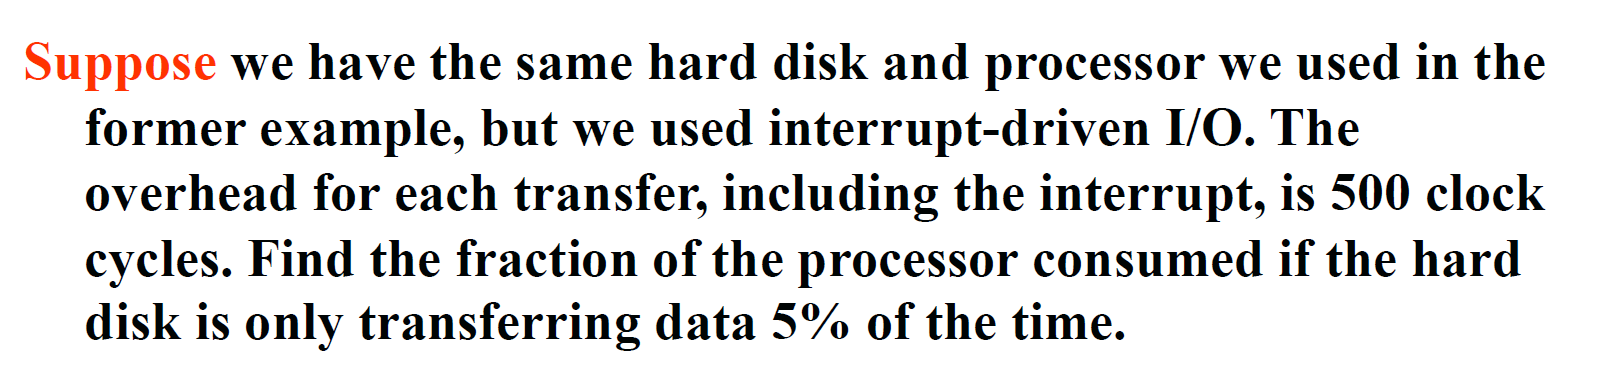 Suppose we have the same hard disk and processor we used in the
former example, but we used interrupt-driven I/O. The
overhead for each transfer, including the interrupt, is 500 clock
cycles. Find the fraction of the processor consumed if the hard
disk is only transferring data 5% of the time.